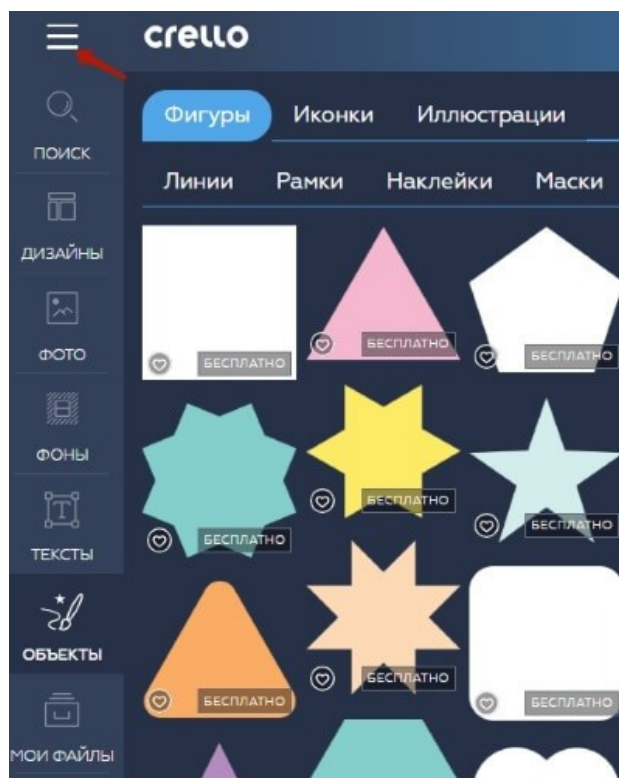 crello
Фигуры Иконки Иллюстрации
Линии Рамки Наклейки Маски
ПОИСК
ДИЗАЙНЫ
ФОТО
ФОНЫ
ТЕКСТЫ
ОБЪЕКТЫ
МОИ ФАЙЛЫ
БЕСПЛАТНО
БЕСПЛАТНО
БЕСПЛАТНО
БЕСПЛАТНО
БЕСПЛАТНО
БЕСПЛАТНО
БЕСПЛАТНО
БЕСПЛАТНО
БЕСПЛАТНО